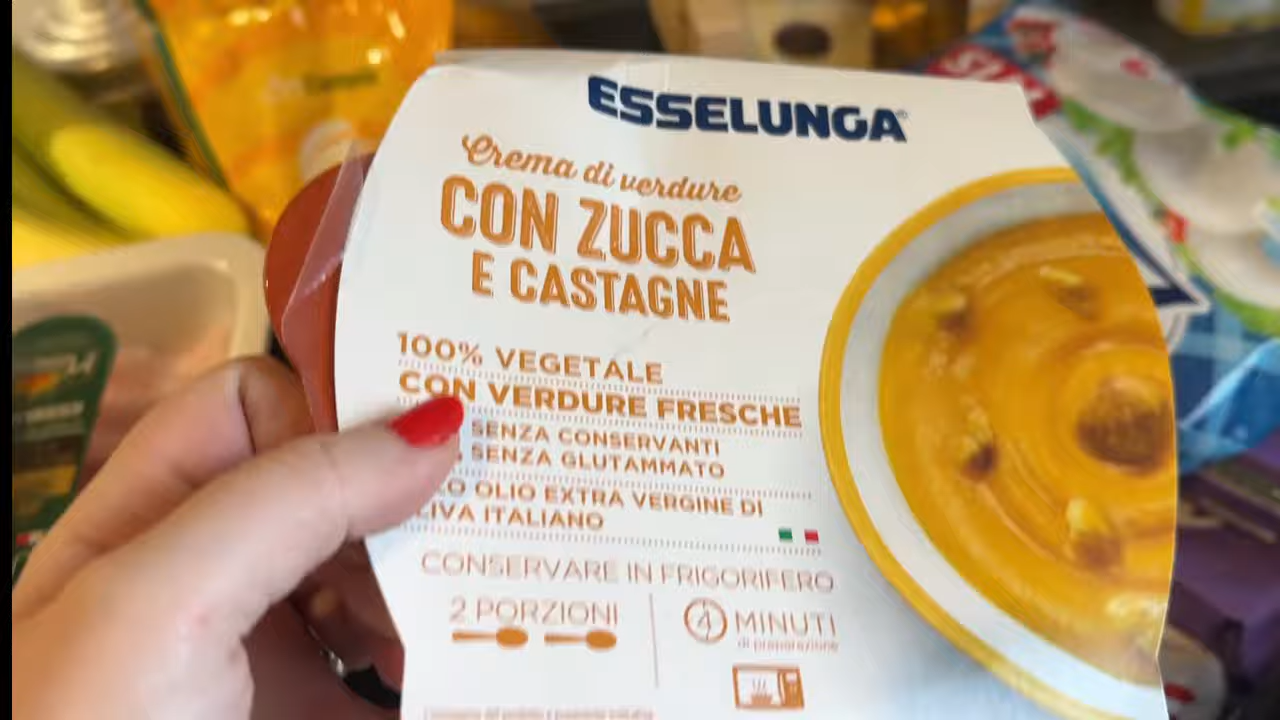 ESSELUNGA®
Crema di verdure
CON ZUCCA
E CASTAGNE
100% VEGETALE
CON VERDURE FRESCHE
SENZA CONSERVANTI
SENZA GLUTAMMATO
OLIO EXTRA VERGINE DI
LIVA ITALIANO
CONSERVARE IN FRIGORIFERO
2 PORZIONI
4 MINUTI
di preparazione